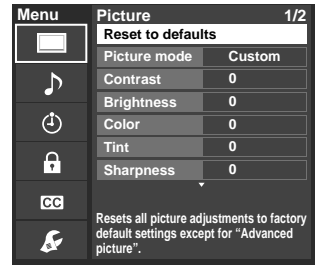 Menu
Picture 1/2
Reset to defaults
Picture mode Custom
Contrast 0
Brightness 0
Color 0
Tint 0
Sharpness 0
CC
Resets all picture adjustments to factory
default settings except for “Advanced
picture”.